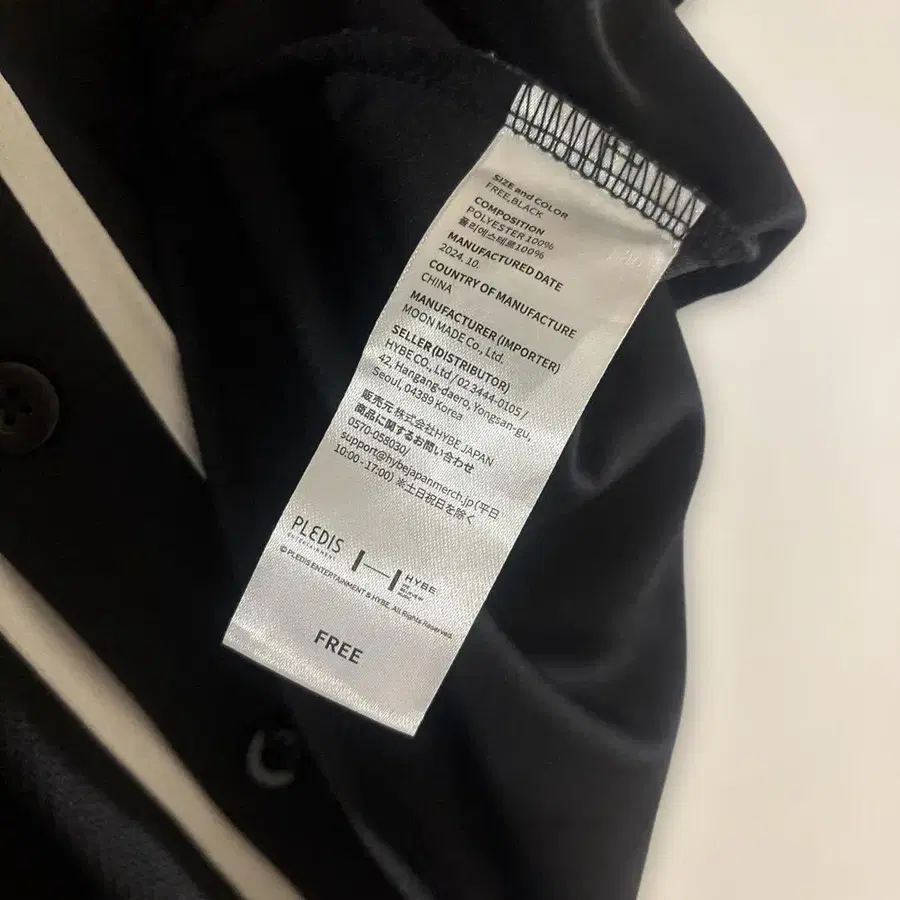 SIZE and COLOR
FREE,BLACK
COMPOSITION
POLYESTER 100%
폴리에스테르100%
MANUFACTURED DATE
2024.10.
COUNTRY OF MANUFACTURE
CHINA
MANUFACTURER (IMPORTER)
MOON MADE Co., Ltd.
SELLER (DISTRIBUTOR)
HYBE CO., Ltd / 02 3444-0105 /
42, Hangang-daero, Yongsan-gu,
Seoul, 04389 Korea
販売元 株式会社HYBE JAPAN
商品に関するお問い合わせ
0570-058030/
support@hybejapanmerch.jp (平日
10:00 - 17:00) ※土日祝日を除く
PLEDIS
ENTERTAINMENT
HYBE
WE
BELIEVE IN
MUSIC
© PLEDIS ENTERTAINMENT & HYBE. All Rights Reserved.
FREE